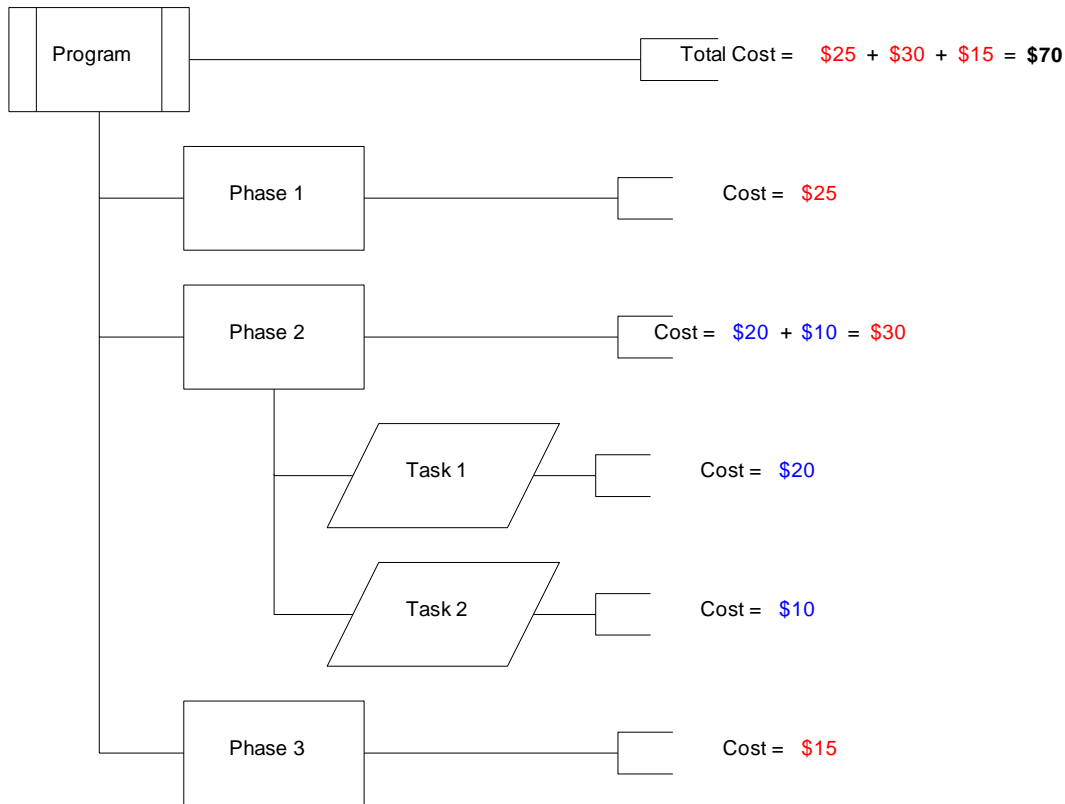 Program
Total Cost = $25 + $30 + $15 = $70
Phase 1
Cost = $25
Phase 2
Cost = $20 + $10 = $30
Task 1
Cost = $20
Task 2
Cost = $10
Phase 3
Cost = $15